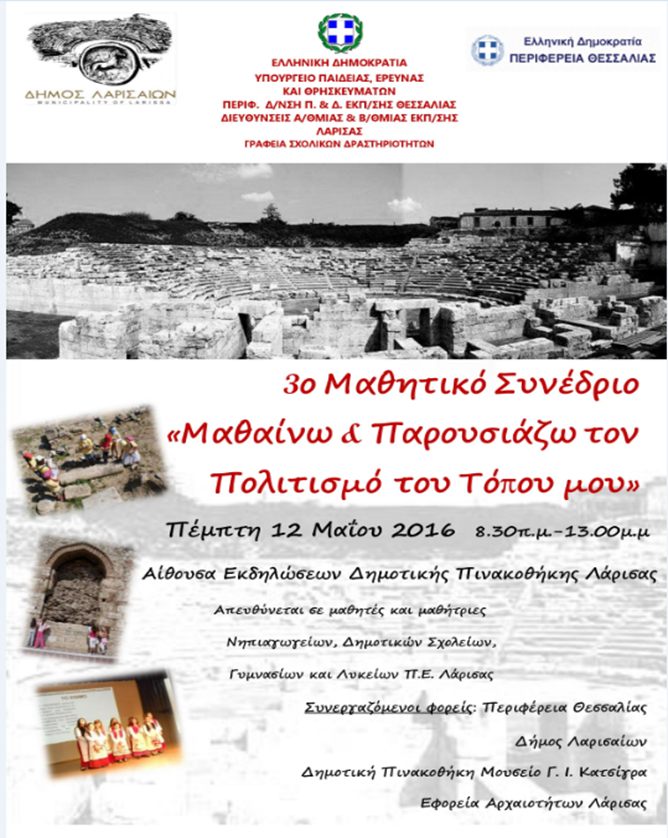 ΔΗΜΟΣ ΛΑΡΙΣΑΙΩΝ
MUNICIPALITY OF LARISSA
ΕΛΛΗΝΙΚΗ ΔΗΜΟΚΡΑΤΙΑ
ΥΠΟΥΡΓΕΙΟ ΠΑΙΔΕΙΑΣ, ΕΡΕΥΝΑΣ
ΚΑΙ ΘΡΗΣΚΕΥΜΑΤΩΝ
ΠΕΡΙΦ. Δ/ΝΣΗ Π. & Δ. ΕΚΠ/ΣΗΣ ΘΕΣΣΑΛΙΑΣ
ΔΙΕΥΘΥΝΣΕΙΣ Α/ΘΜΙΑΣ & Β/ΘΜΙΑΣ ΕΚΠ/ΣΗΣ
ΛΑΡΙΣΑΣ
ΓΡΑΦΕΙΑ ΣΧΟΛΙΚΩΝ ΔΡΑΣΤΗΡΙΟΤΗΤΩΝ
Ελληνική Δημοκρατία
ΠΕΡΙΦΕΡΕΙΑ ΘΕΣΣΑΛΙΑΣ
3ο Μαθητικό Συνέδριο
«Μαθαίνω & Παρουσιάζω τον
Πολιτισμό του Τόπου μου»
Πέμπτη 12 Μαΐου 2016 8.30π.μ.-13.00μ.μ
Αίθουσα Εκδηλώσεων Δημοτικής Πινακοθήκης Λάρισας
Απευθύνεται σε μαθητές και μαθήτριες
Νηπιαγωγείων, Δημοτικών Σχολείων,
Γυμνασίων και Λυκείων Π.Ε. Λάρισας
Συνεργαζόμενοι φορείς: Περιφέρεια Θεσσαλίας
Δήμος Λαρισαίων
Δημοτική Πινακοθήκη Μουσείο Γ. Ι. Κατσίγρα
Εφορεία Αρχαιοτήτων Λάρισας